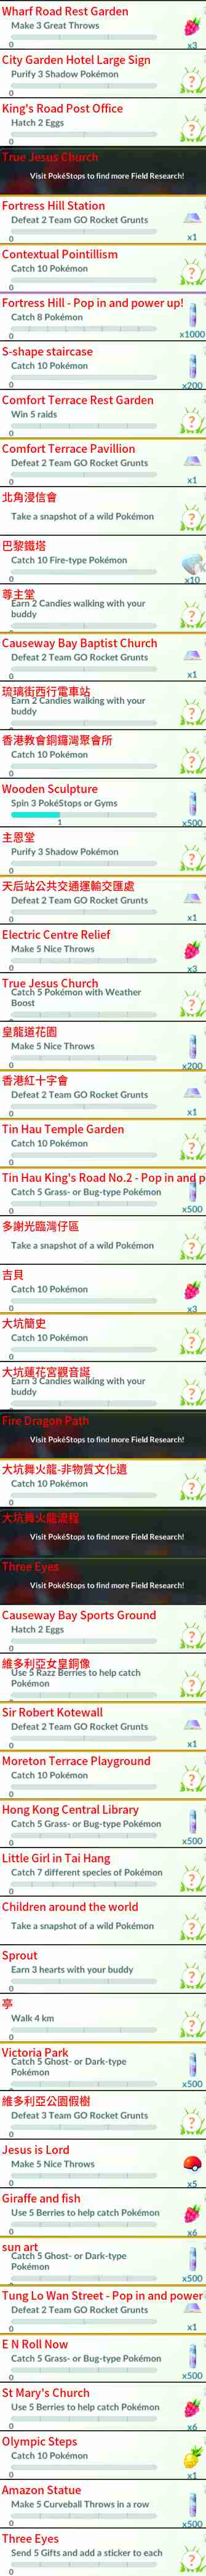 Wharf Road Rest Garden
Make 3 Great Throws
0
x3
City Garden Hotel Large Sign
Purify 3 Shadow Pokémon
?
0
King's Road Post Office
Hatch 2 Eggs
?
0
True Jesus Church
Visit PokéStops to find more Field Research!
Fortress Hill Station
Defeat 2 Team GO Rocket Grunts
0
x1
Contextual Pointillism
Catch 10 Pokémon
?
0
Fortress Hill - Pop in and power up!
Catch 8 Pokémon
0
x1000
S-shape staircase
Catch 10 Pokémon
0
x200
Comfort Terrace Rest Garden
Win 5 raids
?
0
Comfort Terrace Pavillion
Defeat 2 Team GO Rocket Grunts
0
x1
北角浸信會
Take a snapshot of a wild Pokémon
?
巴黎鐵塔
Catch 10 Fire-type Pokémon
0
x10
尊主堂
Earn 2 Candies walking with your
buddy
?
Causeway Bay Baptist Church
Defeat 2 Team GO Rocket Grunts
0
x1
琉璃街西行電車站
Earn 2 Candies walking with your
buddy
?
香港教會銅鑼灣聚會所
Catch 10 Pokémon
?
0
Wooden Sculpture
Spin 3 PokéStops or Gyms
1
x500
主恩堂
Purify 3 Shadow Pokémon
?
0
天后站公共交通運輸交匯處
Defeat 2 Team GO Rocket Grunts
0
x1
Electric Centre Relief
Make 5 Nice Throws
0
x3
True Jesus Church
Catch 5 Pokémon with Weather
Boost
?
皇龍道花園
Make 5 Nice Throws
0
x200
香港紅十字會
Defeat 2 Team GO Rocket Grunts
0
x1
Tin Hau Temple Garden
Catch 10 Pokémon
?
0
Tin Hau King's Road No.2 - Pop in and p
Catch 5 Grass- or Bug-type Pokémon
0
x500
多謝光臨灣仔區
Take a snapshot of a wild Pokémon
?
吉貝
Catch 10 Pokémon
0
x3
大坑簡史
Catch 10 Pokémon
?
0
大坑蓮花宮觀音誕
Earn 3 Candies walking with your
buddy
?
Fire Dragon Path
Visit PokéStops to find more Field Research!
大坑舞火龍-非物質文化遺
Catch 10 Pokémon
?
0
大坑舞火龍流程
Visit PokéStops to find more Field Research!
Three Eyes
Visit PokéStops to find more Field Research!
Causeway Bay Sports Ground
Hatch 2 Eggs
?
0
維多利亞女皇銅像
Use 5 Razz Berries to help catch
Pokémon
?
Sir Robert Kotewall
Defeat 2 Team GO Rocket Grunts
0
x1
Moreton Terrace Playground
Catch 10 Pokémon
?
0
Hong Kong Central Library
Catch 5 Grass- or Bug-type Pokémon
0
x500
Little Girl in Tai Hang
Catch 7 different species of Pokémon
?
0
Children around the world
Take a snapshot of a wild Pokémon
?
Sprout
Earn 3 hearts with your buddy
?
0
亭
Walk 4 km
?
0
Victoria Park
Catch 5 Ghost- or Dark-type
Pokémon
x500
維多利亞公園假樹
Defeat 3 Team GO Rocket Grunts
?
0
Jesus is Lord
Make 5 Nice Throws
0
x5
Giraffe and fish
Use 5 Berries to help catch Pokémon
0
x6
sun art
Catch 5 Ghost- or Dark-type
Pokémon
x500
Tung Lo Wan Street - Pop in and power
Defeat 2 Team GO Rocket Grunts
0
x1
E N Roll Now
Catch 5 Grass- or Bug-type Pokémon
0
x500
St Mary's Church
Use 5 Berries to help catch Pokémon
0
x6
Olympic Steps
Catch 10 Pokémon
0
x1
Amazon Statue
Make 5 Curveball Throws in a row
0
x500
Three Eyes
Send 5 Gifts and add a sticker to each
?
0